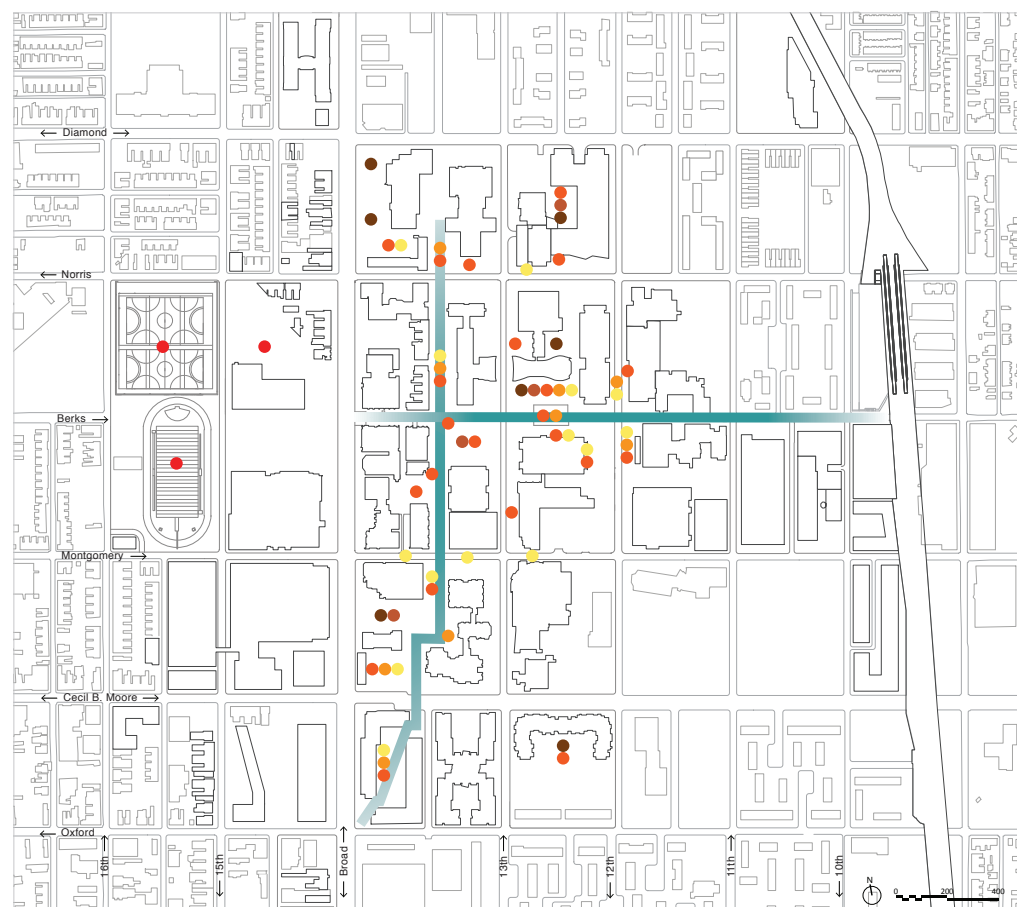 Diamond
Norris
Berks
Montgomery
Cecil B. Moore
Oxford
16th
15th
Broad
13th
12th
11th
10th
N
0 200 400